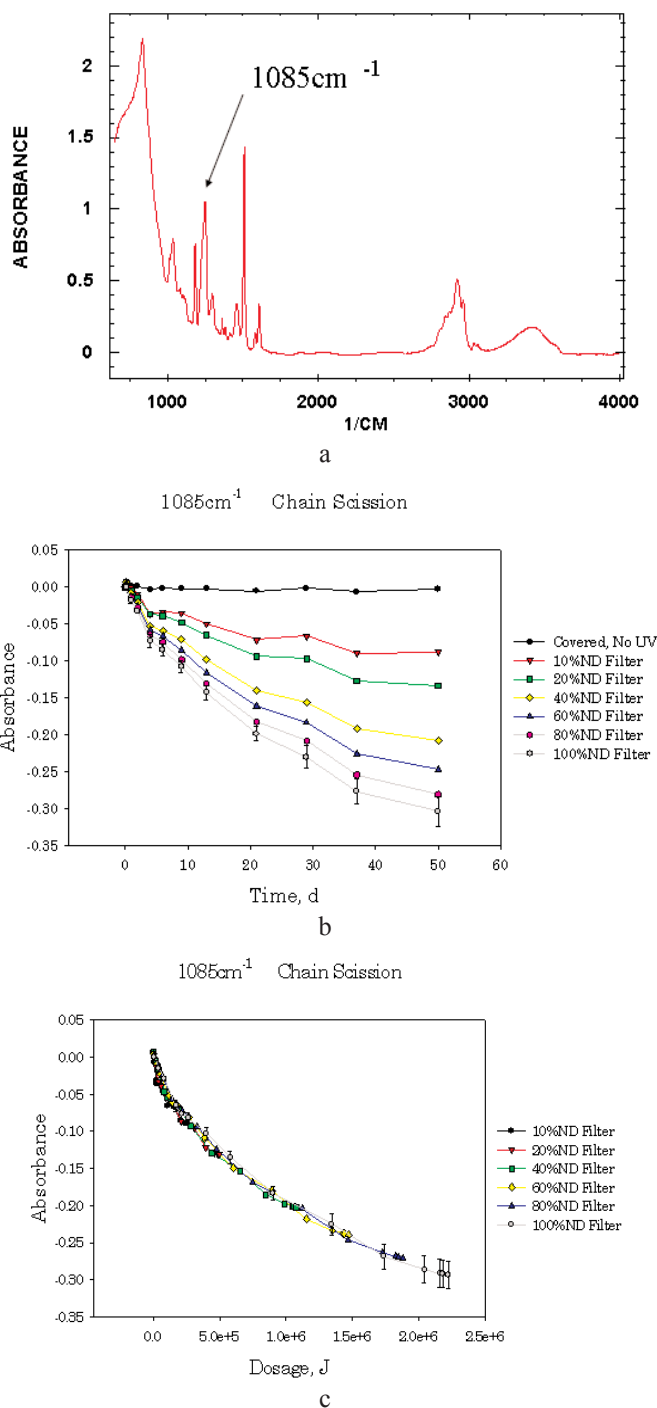 1085cm -1
2
1.5
1
0.5
0
ABSORBANCE
1000 2000 3000 4000
1/CM
a
1085cm-1 Chain Scission
0.05
0.00
-0.05
-0.10
-0.15
-0.20
-0.25
-0.30
-0.35
Absorbance
0 10 20 30 40 50 60
Time, d
Covered, No UV
10%ND Filter
20%ND Filter
40%ND Filter
60%ND Filter
80%ND Filter
100%ND Filter
b
1085cm-1 Chain Scission
0.05
0.00
-0.05
-0.10
-0.15
-0.20
-0.25
-0.30
-0.35
Absorbance
0.0 5.0e+5 1.0e+6 1.5e+6 2.0e+6 2.5e+6
Dosage, J
10%ND Filter
20%ND Filter
40%ND Filter
60%ND Filter
80%ND Filter
100%ND Filter
c